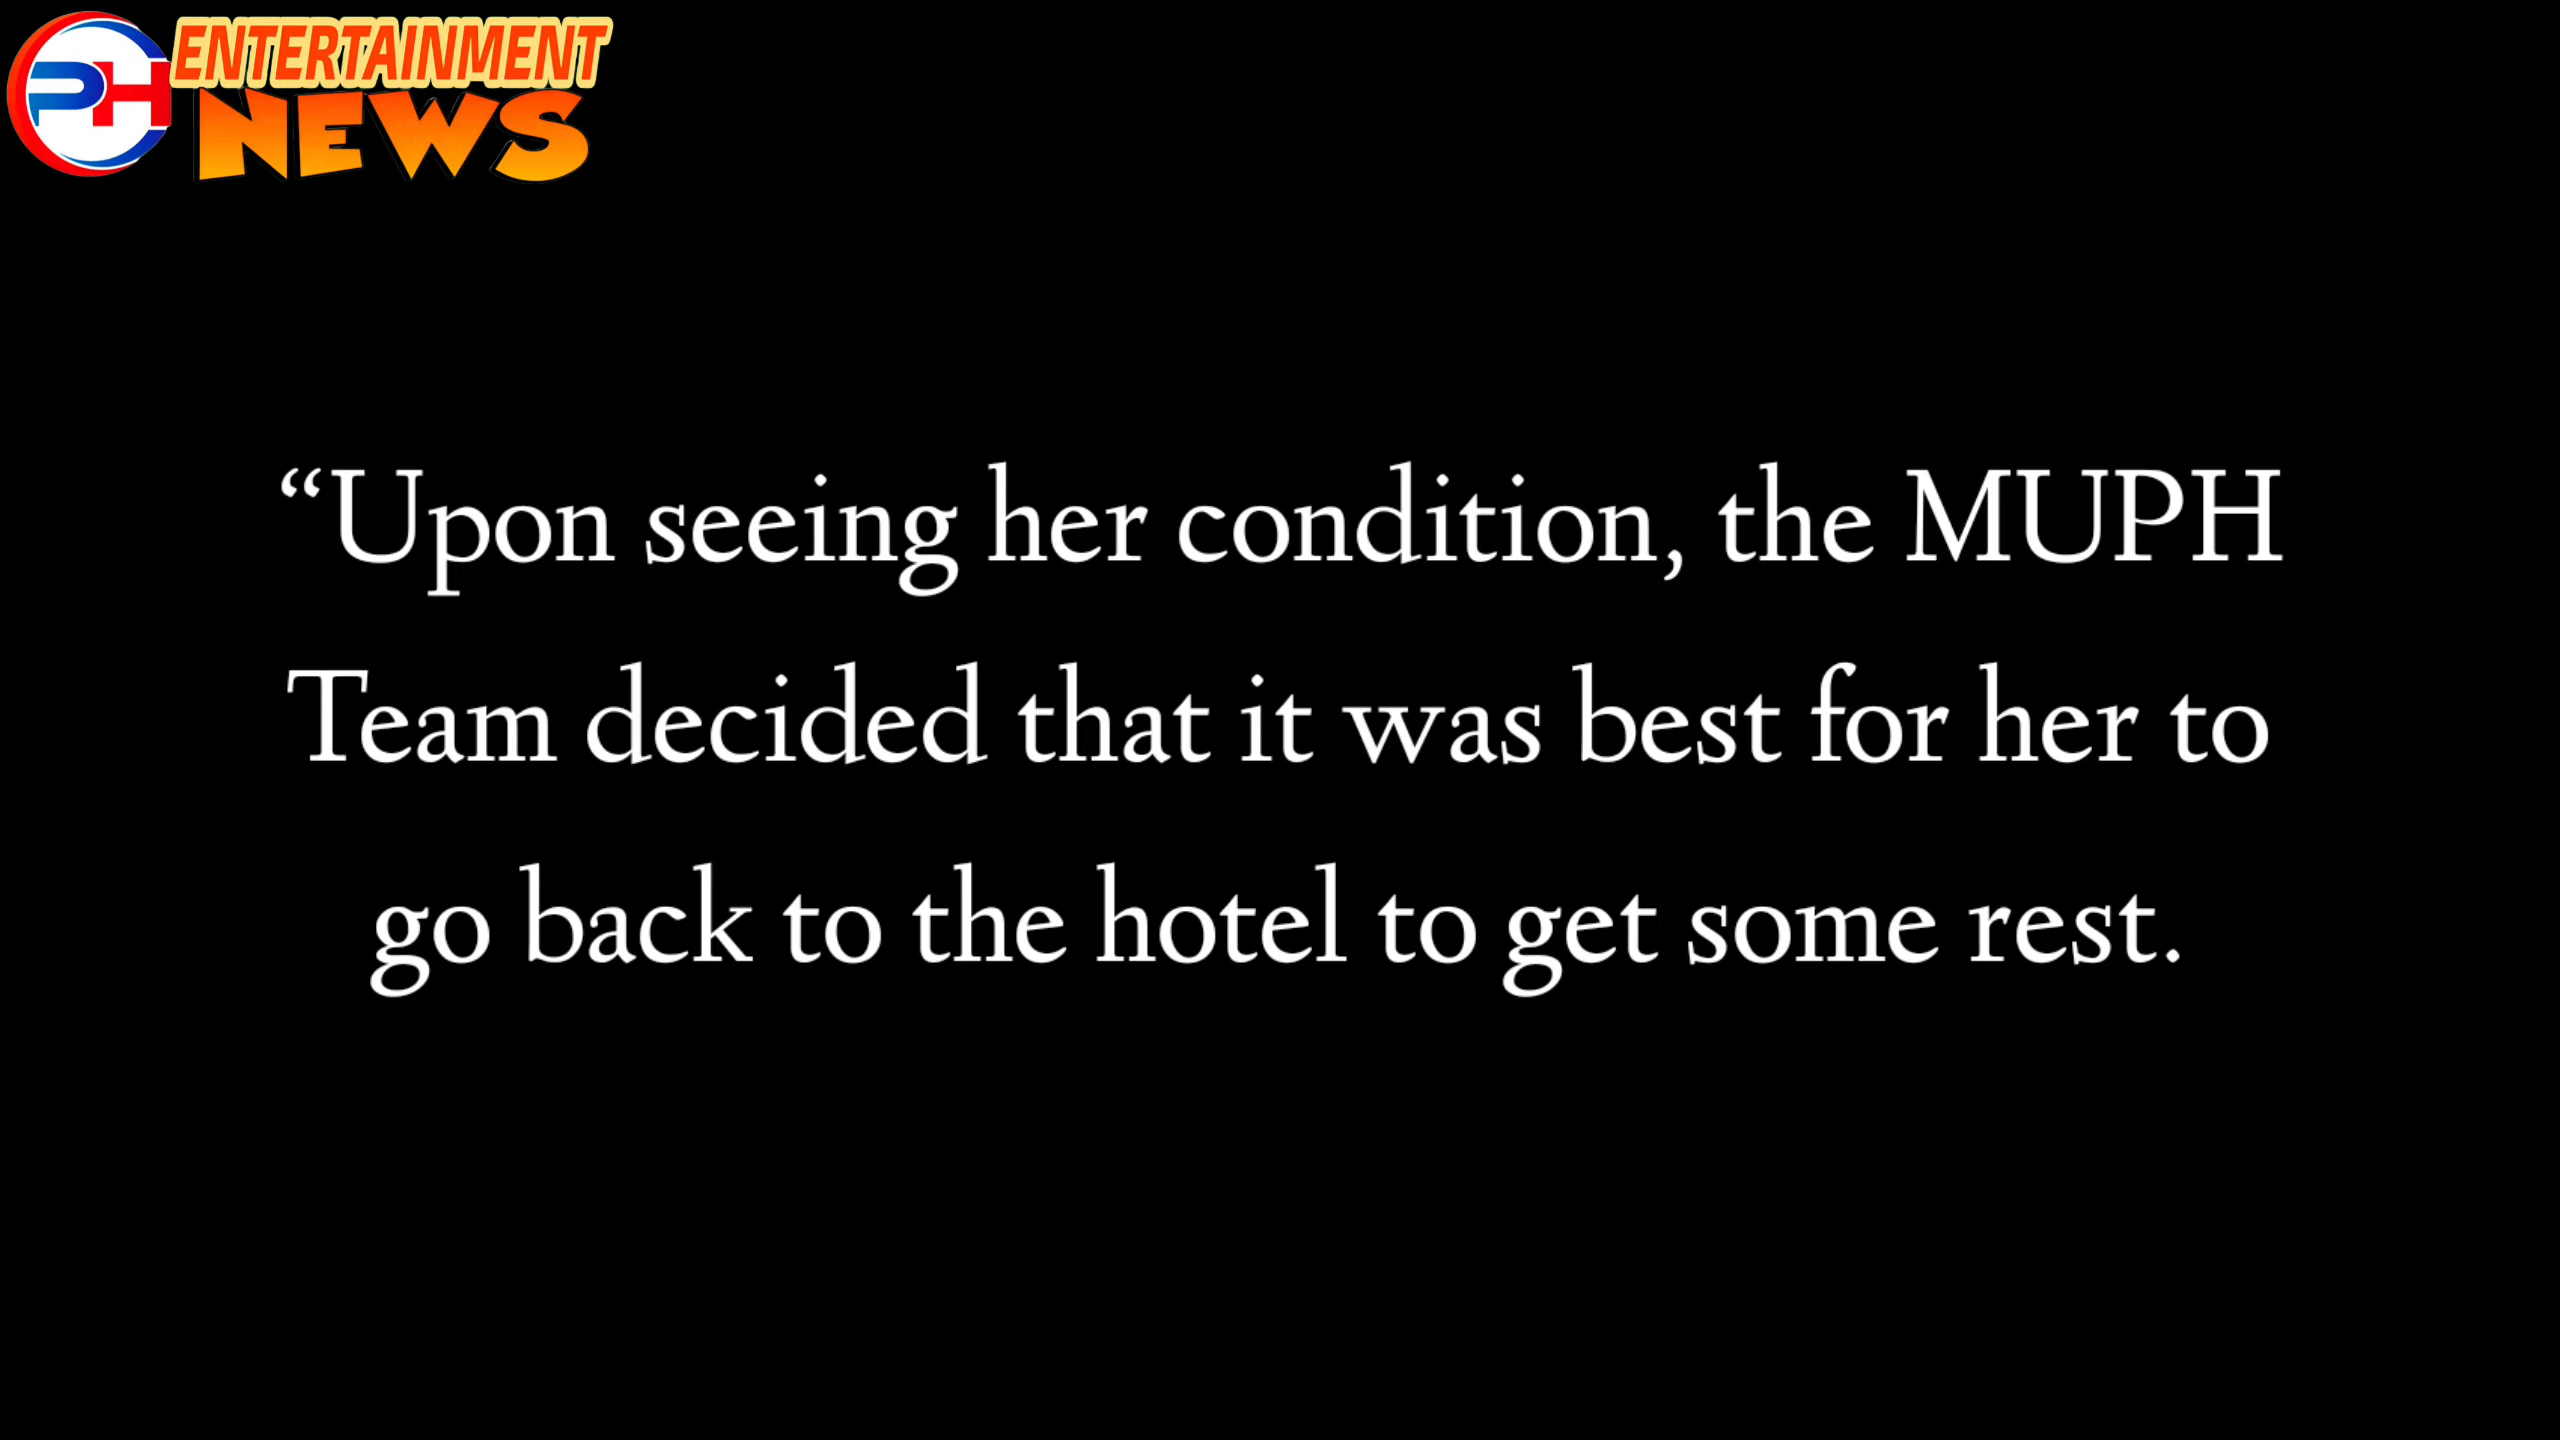 PH ENTERTAINMENT
NEWS
“Upon seeing her condition, the MUPH
Team decided that it was best for her to
go back to the hotel to get some rest.